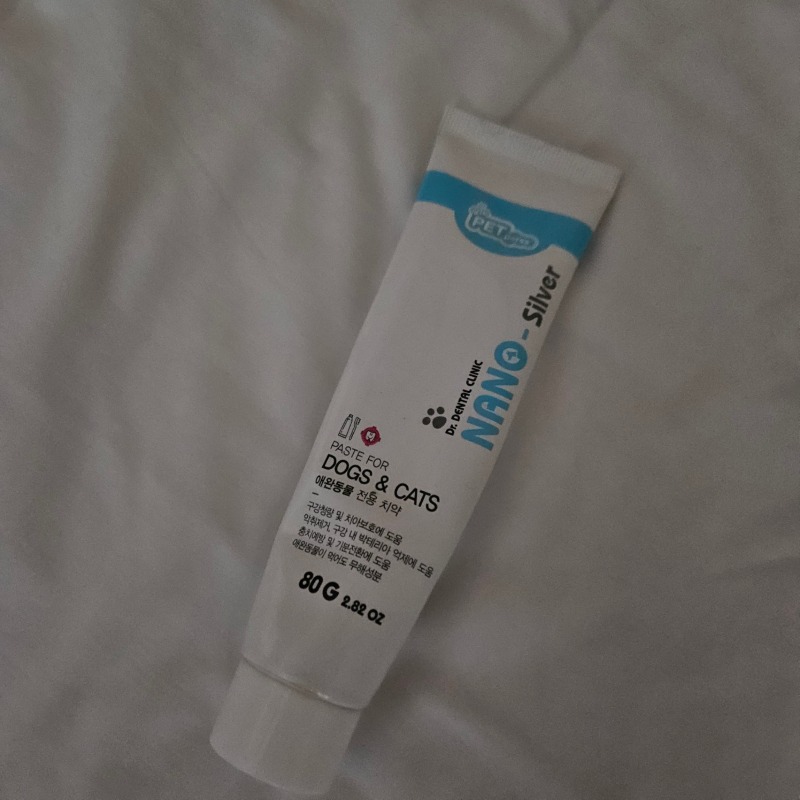 PET
NANO-Silver
Dr. DENTAL CLINIC
PASTE FOR
DOGS & CATS
애완동물 전용 치약
구강청량 및 치아보호에 도움
악취제거, 구강 내 박테리아 억제에 도움
충치예방 및 기분전환에 도움
애완동물이 먹어도 무해성분
80G 2.82 OZ